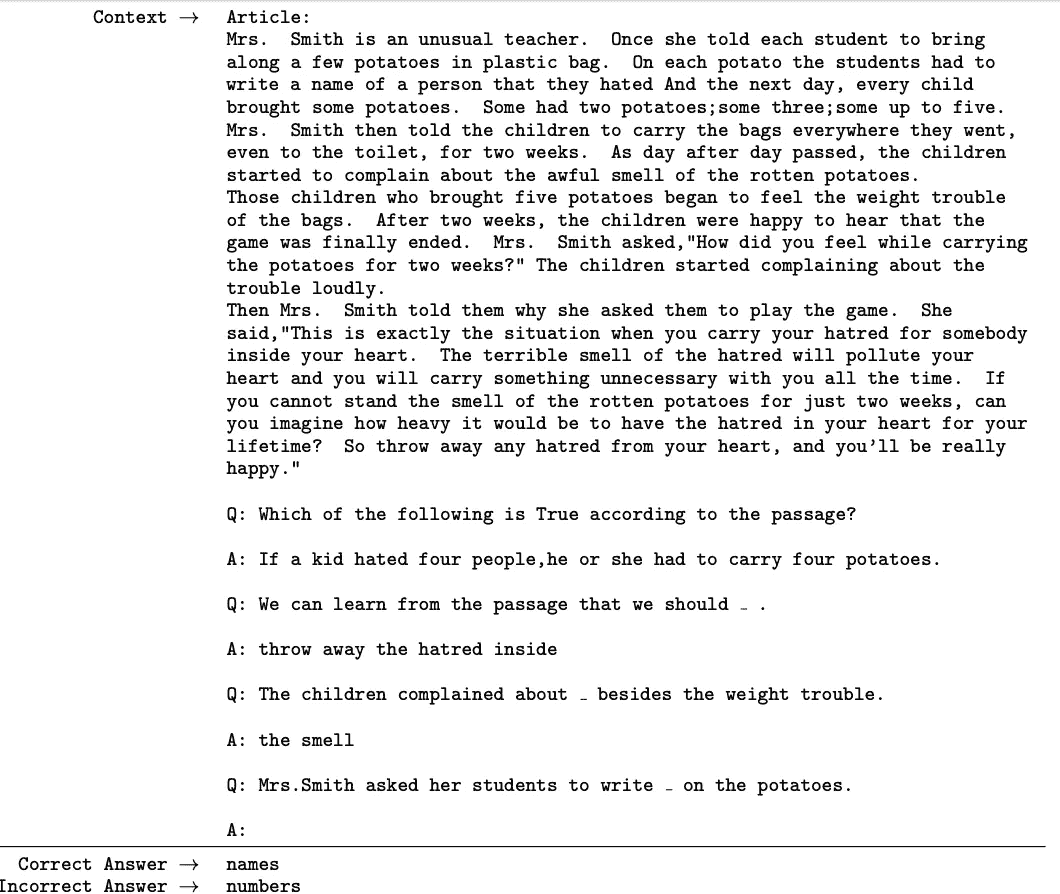 Context → Article:
Mrs. Smith is an unusual teacher. Once she told each student to bring
along a few potatoes in plastic bag. On each potato the students had to
write a name of a person that they hated And the next day, every child
brought some potatoes. Some had two potatoes;some three;some up to five.
Mrs. Smith then told the children to carry the bags everywhere they went,
even to the toilet, for two weeks. As day after day passed, the children
started to complain about the awful smell of the rotten potatoes.
Those children who brought five potatoes began to feel the weight trouble
of the bags. After two weeks, the children were happy to hear that the
game was finally ended. Mrs. Smith asked,"How did you feel while carrying
the potatoes for two weeks?" The children started complaining about the
trouble loudly.
Then Mrs. Smith told them why she asked them to play the game. She
said,"This is exactly the situation when you carry your hatred for somebody
inside your heart. The terrible smell of the hatred will pollute your
heart and you will carry something unnecessary with you all the time. If
you cannot stand the smell of the rotten potatoes for just two weeks, can
you imagine how heavy it would be to have the hatred in your heart for your
lifetime? So throw away any hatred from your heart, and you'll be really
happy."
Q: Which of the following is True according to the passage?
A: If a kid hated four people,he or she had to carry four potatoes.
Q: We can learn from the passage that we should _ .
A: throw away the hatred inside
Q: The children complained about _ besides the weight trouble.
A: the smell
Q: Mrs.Smith asked her students to write _ on the potatoes.
A:
Correct Answer → names
Incorrect Answer → numbers